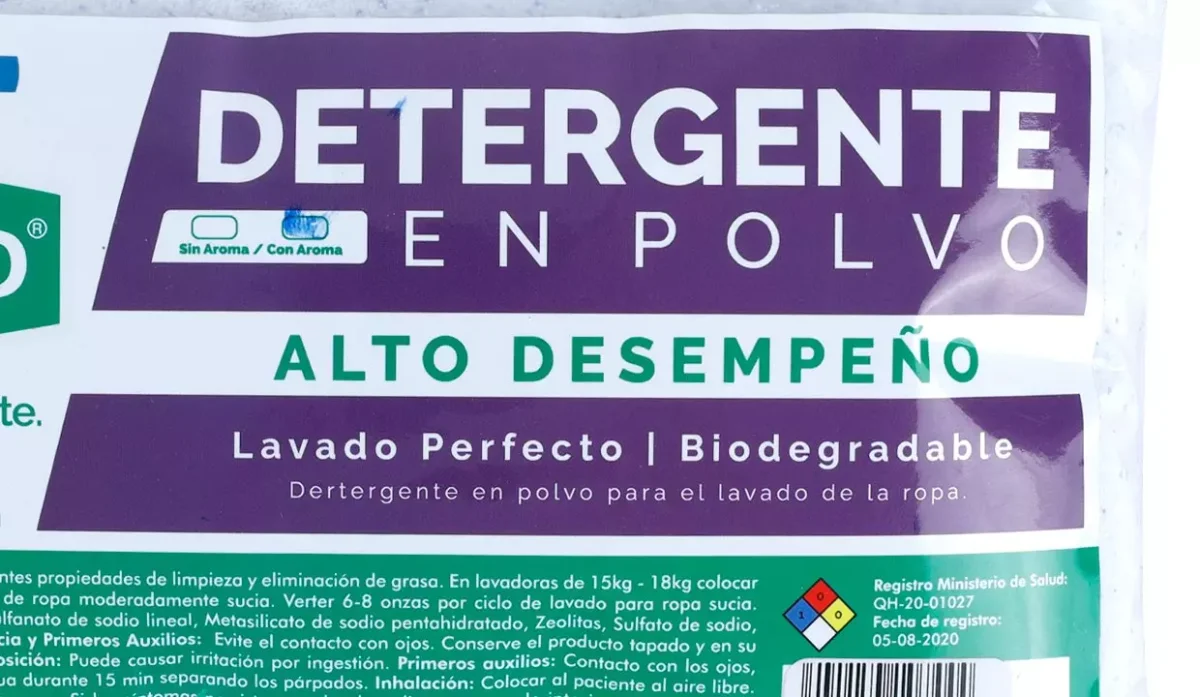 DETERGENTE
Sin Aroma / Con Aroma
EN POLVO
ALTO DESEMPEÑO
te.
Lavado Perfecto | Biodegradable
Dertergente en polvo para el lavado de la ropa.
ntes propiedades de limpieza y eliminación de grasa. En lavadoras de 15kg - 18kg colocar
de ropa moderadamente sucia. Verter 6-8 onzas por ciclo de lavado para ropa sucia.
lfanato de sodio lineal, Metasilicato de sodio pentahidratado, Zeolitas, Sulfato de sodio,
cia y Primeros Auxilios: Evite el contacto con ojos. Conserve el producto tapado y en su
posición: Puede causar irritación por ingestión. Primeros auxilios: Contacto con los ojos,
ua durante 15 min separando los párpados. Inhalación: Colocar al paciente al aire libre.
0
1 0
Registro Ministerio de Salud:
QH-20-01027
Fecha de registro:
05-08-2020